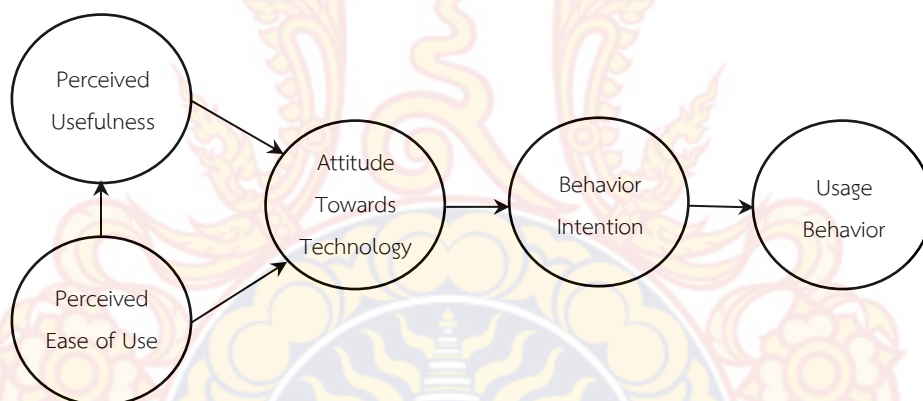 Perceived
Usefulness
Perceived
Ease of Use
Attitude
Towards
Technology
Behavior
Intention
Usage
Behavior